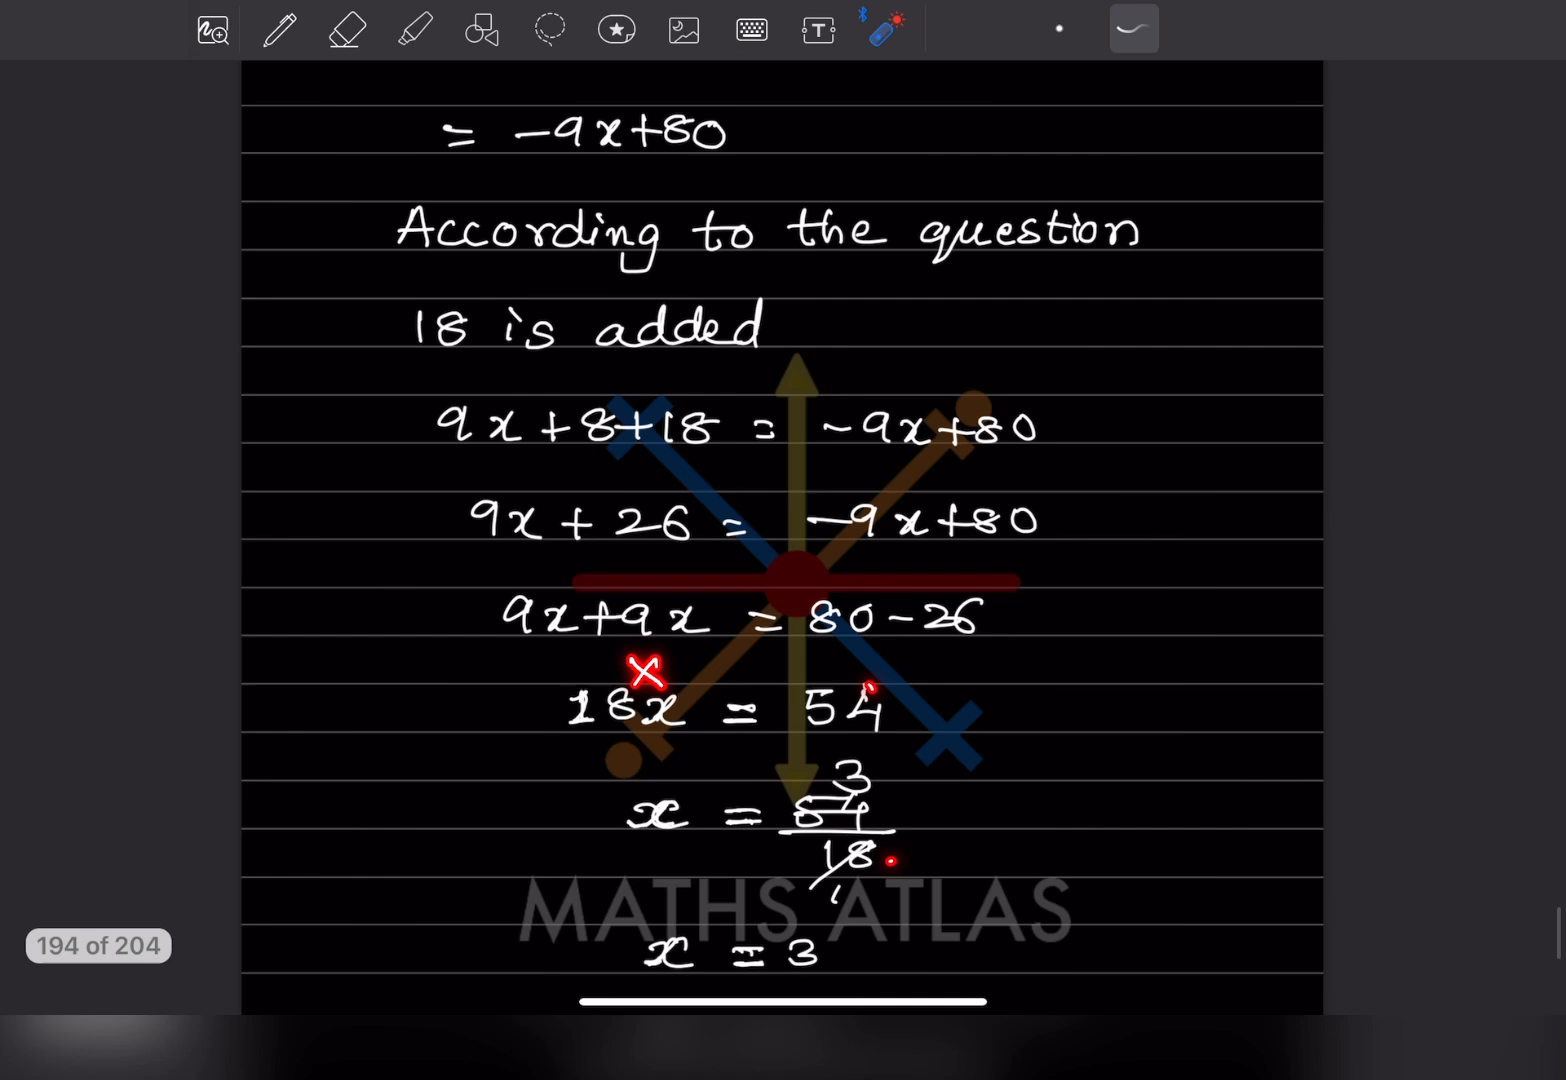 = -9x+80
According to the question
18 is added
9x+8+18 = -9x+80
9x+26 = -9x+80
9x+9x = 80-26
×
18x = 54
3
x = 54/18
1
MATHS ATLAS
194 of 204
x = 3